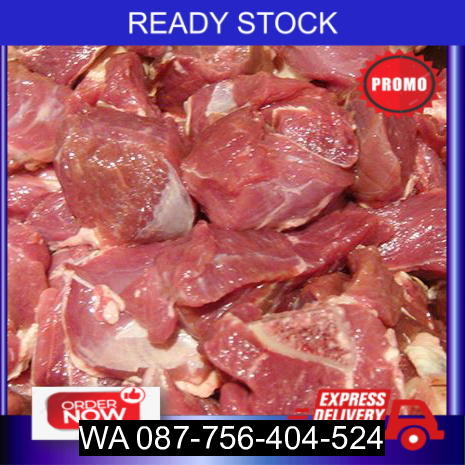 READY STOCK
PROMO
ORDER
NOW
EXPRESS
DELIVERY
WA 087-756-404-524